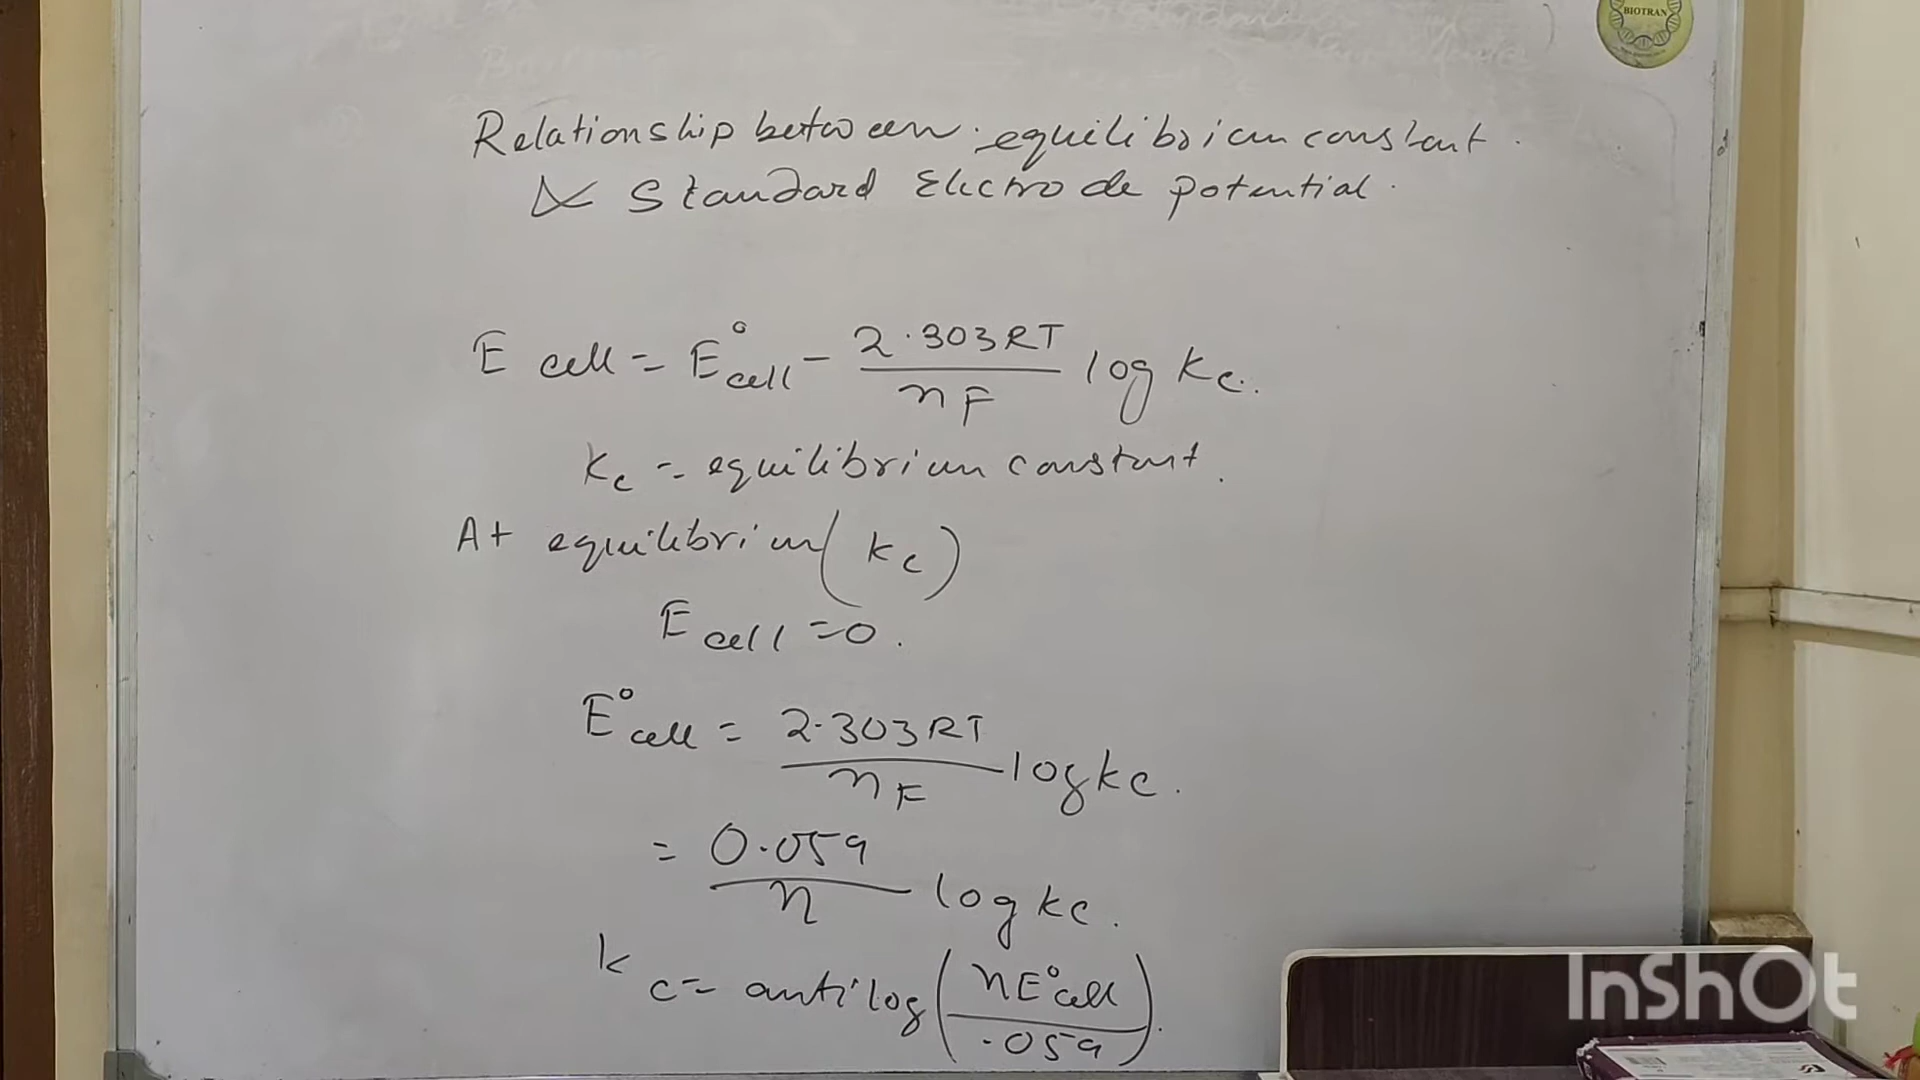 BIOTRAN
Relationship between equilibrium constant.
& Standard Electrode potential.
E cell = E°cell - 2.303RT/nF log Kc.
Kc = equilibrium constant.
At equilibrium (Kc)
E cell = 0.
E°cell = 2.303RT/nF log kc.
= 0.059/n log kc.
Kc = antilog (nE°cell/.059).
InShOt